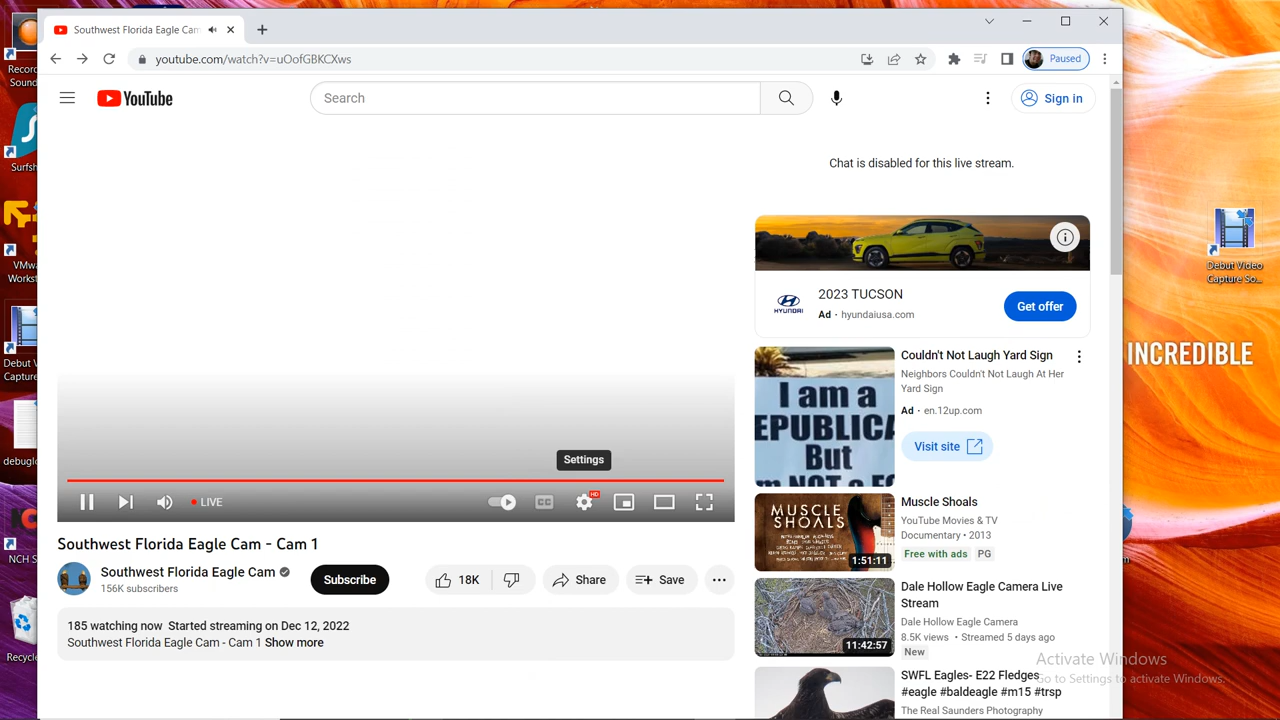 Southwest Florida Eagle Cam
youtube.com/watch?v=uOofGBKCXws
Paused
YouTube
Search
Sign in
Chat is disabled for this live stream.
2023 TUCSON
HYUNDAI
Ad · hyundaiusa.com
Get offer
Couldn't Not Laugh Yard Sign
Neighbors Couldn't Not Laugh At Her
Yard Sign
Ad · en.12up.com
Visit site
I am a
EPUBLICA
But
Muscle Shoals
YouTube Movies & TV
Documentary • 2013
Free with ads PG
MUSCLE
SHOALS
1:51:11
Dale Hollow Eagle Camera Live
Stream
Dale Hollow Eagle Camera
8.5K views • Streamed 5 days ago
New
11:42:57
SWFL Eagles- E22 Fledges
#eagle #baldeagle #m15 #trsp
The Real Saunders Photography
Settings
LIVE
CC
HD
Southwest Florida Eagle Cam - Cam 1
Southwest Florida Eagle Cam
156K subscribers
Subscribe
18K
Share
Save
185 watching now Started streaming on Dec 12, 2022
Southwest Florida Eagle Cam - Cam 1 Show more
Record
Sound
Surfsh
VMwa
Workst
Debut V
Capture
debuglo
NCH S
Recycle
Debut Video
Capture So...
INCREDIBLE
Activate Windows
Go to Settings to activate Windows.